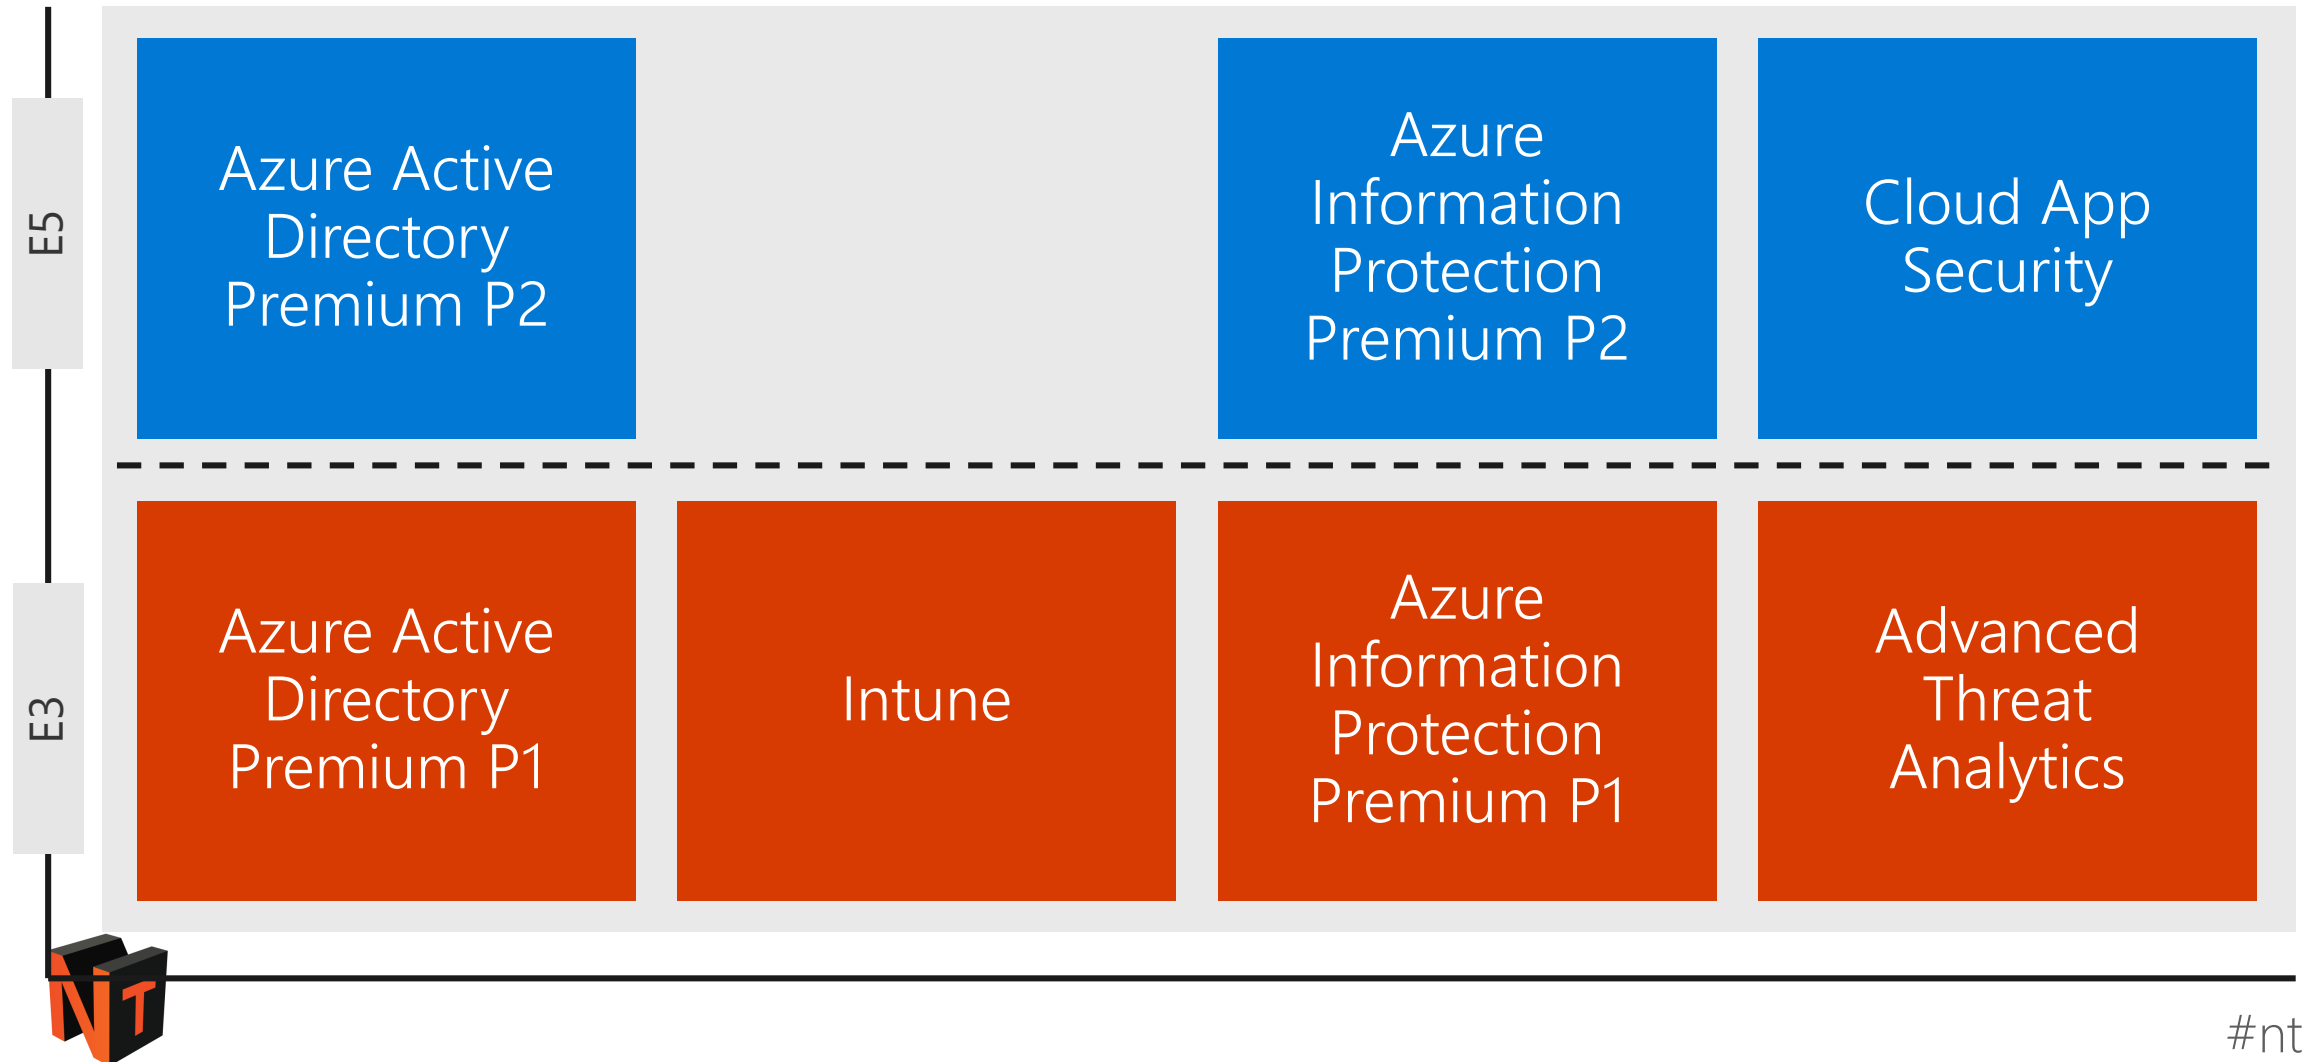 E5
Azure Active
Directory
Premium P2
Azure
Information
Protection
Premium P2
Cloud App
Security
E3
Azure Active
Directory
Premium P1
Intune
Azure
Information
Protection
Premium P1
Advanced
Threat
Analytics
NT
#nt